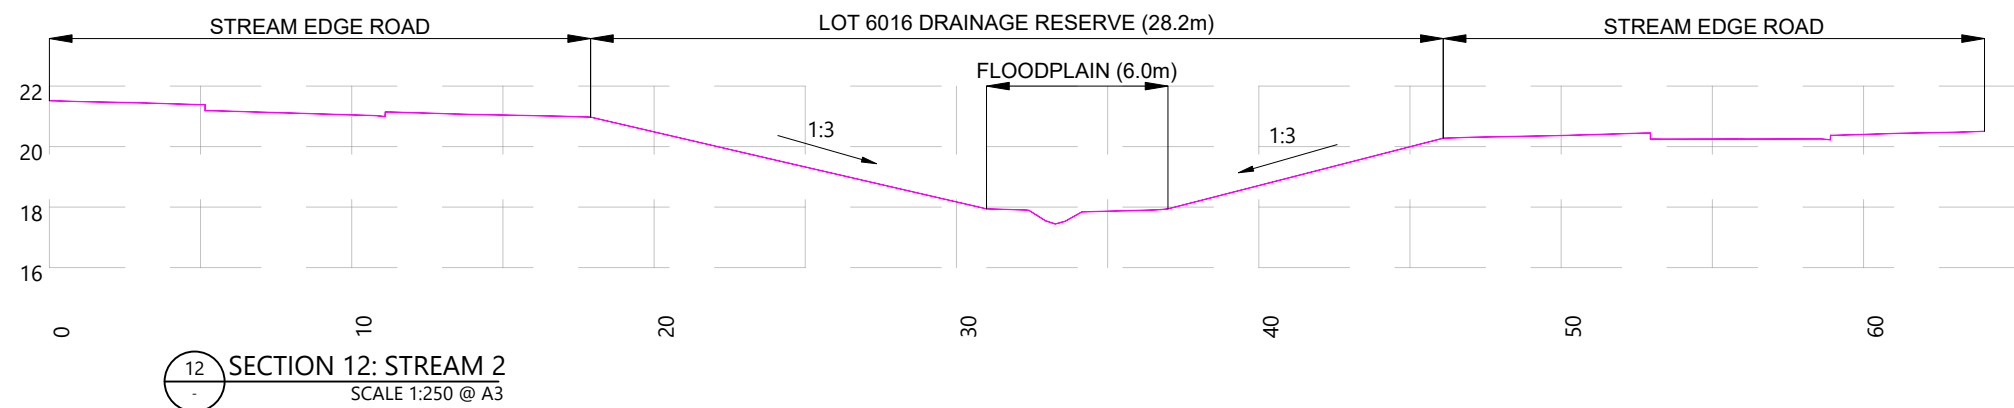 STREAM EDGE ROAD
LOT 6016 DRAINAGE RESERVE (28.2m)
STREAM EDGE ROAD
FLOODPLAIN (6.0m)
22
20
18
16
1:3
1:3
0
10
20
30
40
50
60
12
-
SECTION 12: STREAM 2
SCALE 1:250 @ A3